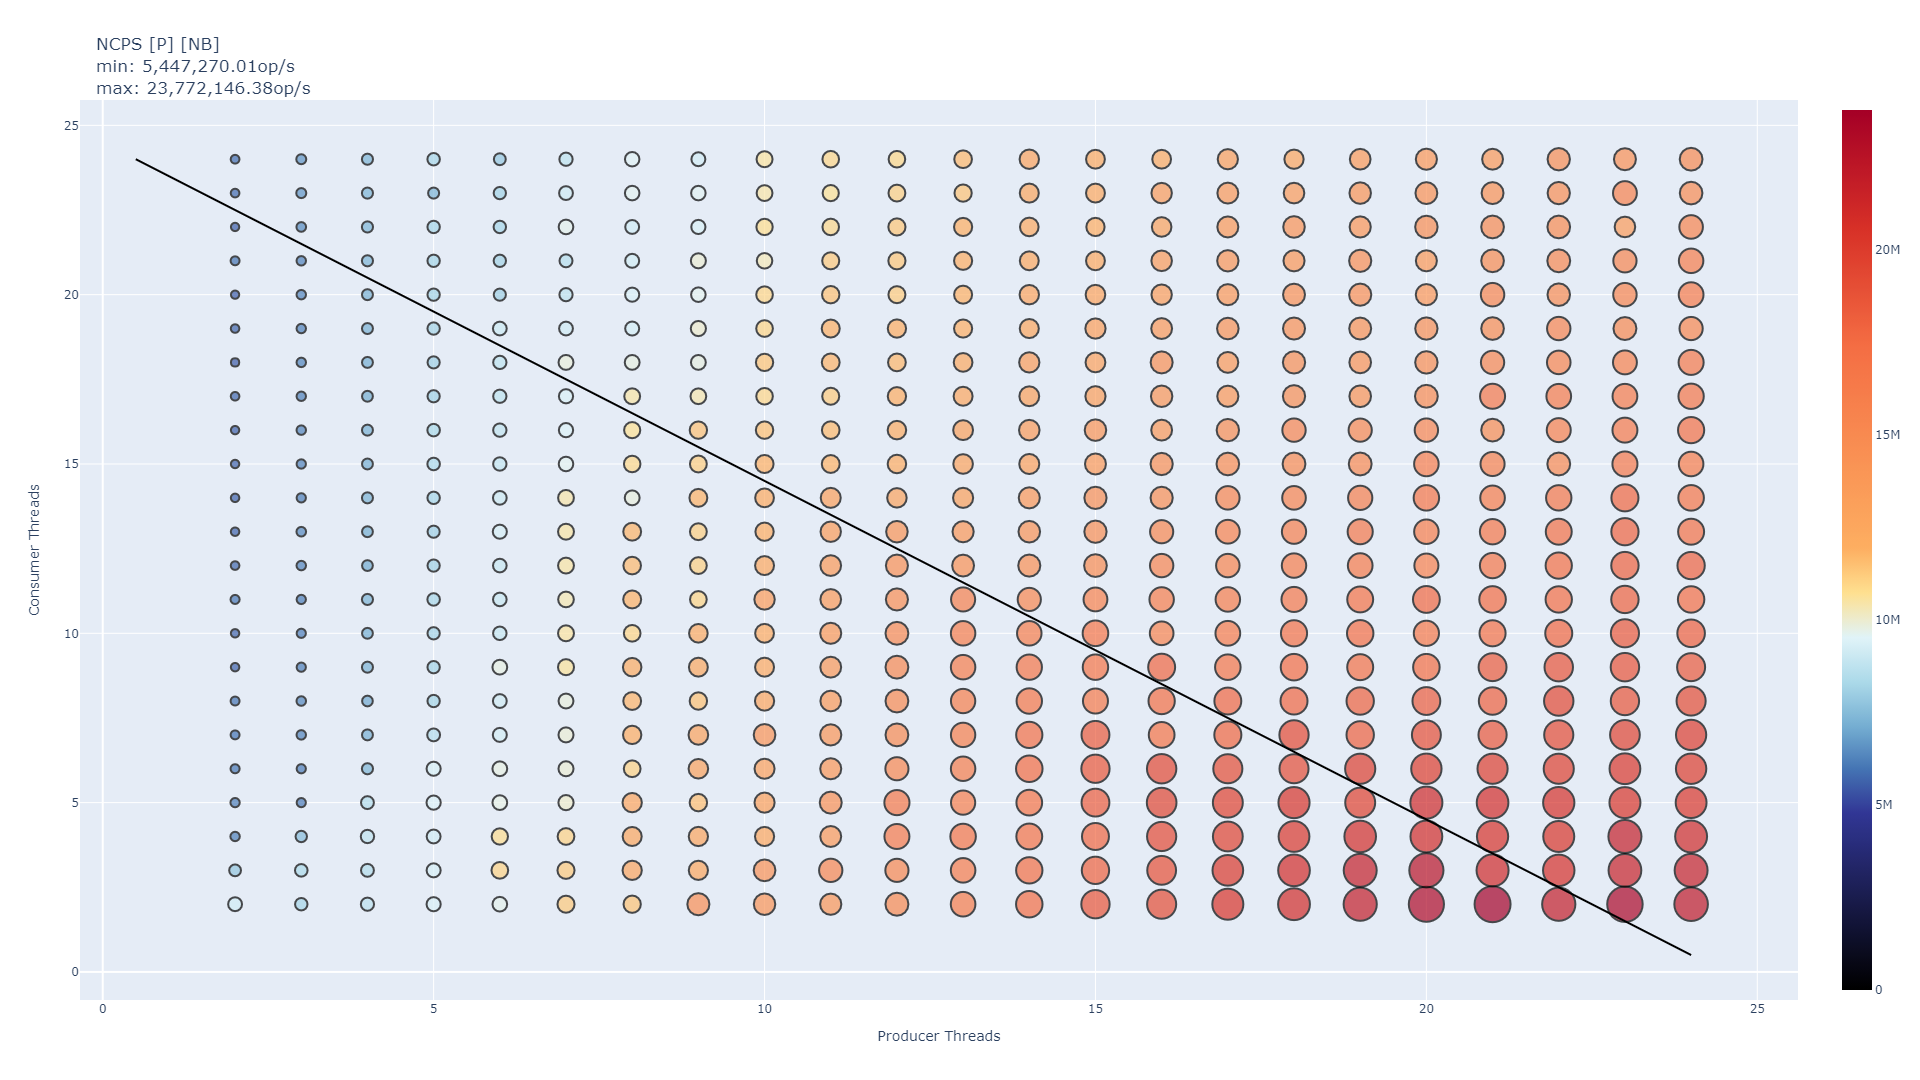 NCPS [P] [NB]
min: 5,447,270.01op/s
max: 23,772,146.38op/s
25
20
15
10
5
0
Consumer Threads
0
5
10
15
20
25
Producer Threads
20M
15M
10M
5M
0